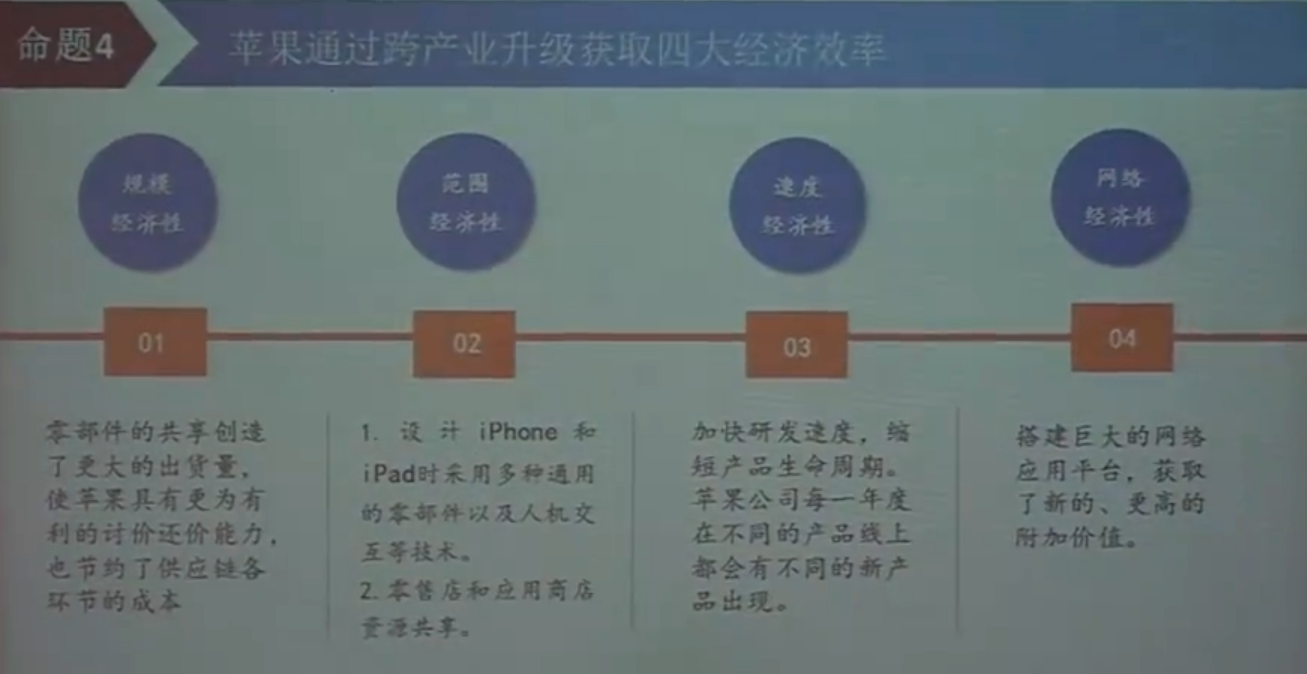 命题4
苹果通过跨产业升级获取四大经济效率
规模
经济性
范围
经济性
速度
经济性
网络
经济性
01
02
03
04
零部件的共享创造
了更大的出货量，
使苹果具有更为有
利的讨价还价能力，
也节约了供应链各
环节的成本
1. 设计 iPhone 和
iPad时采用多种通用
的零部件以及人机交
互等技术。
2. 零售店和应用商店
资源共享。
加快研发速度，缩
短产品生命周期。
苹果公司每一年度
在不同的产品线上
都会有不同的新产
品出现。
搭建巨大的网络
应用平台，获取
了新的、更高的
附加价值。